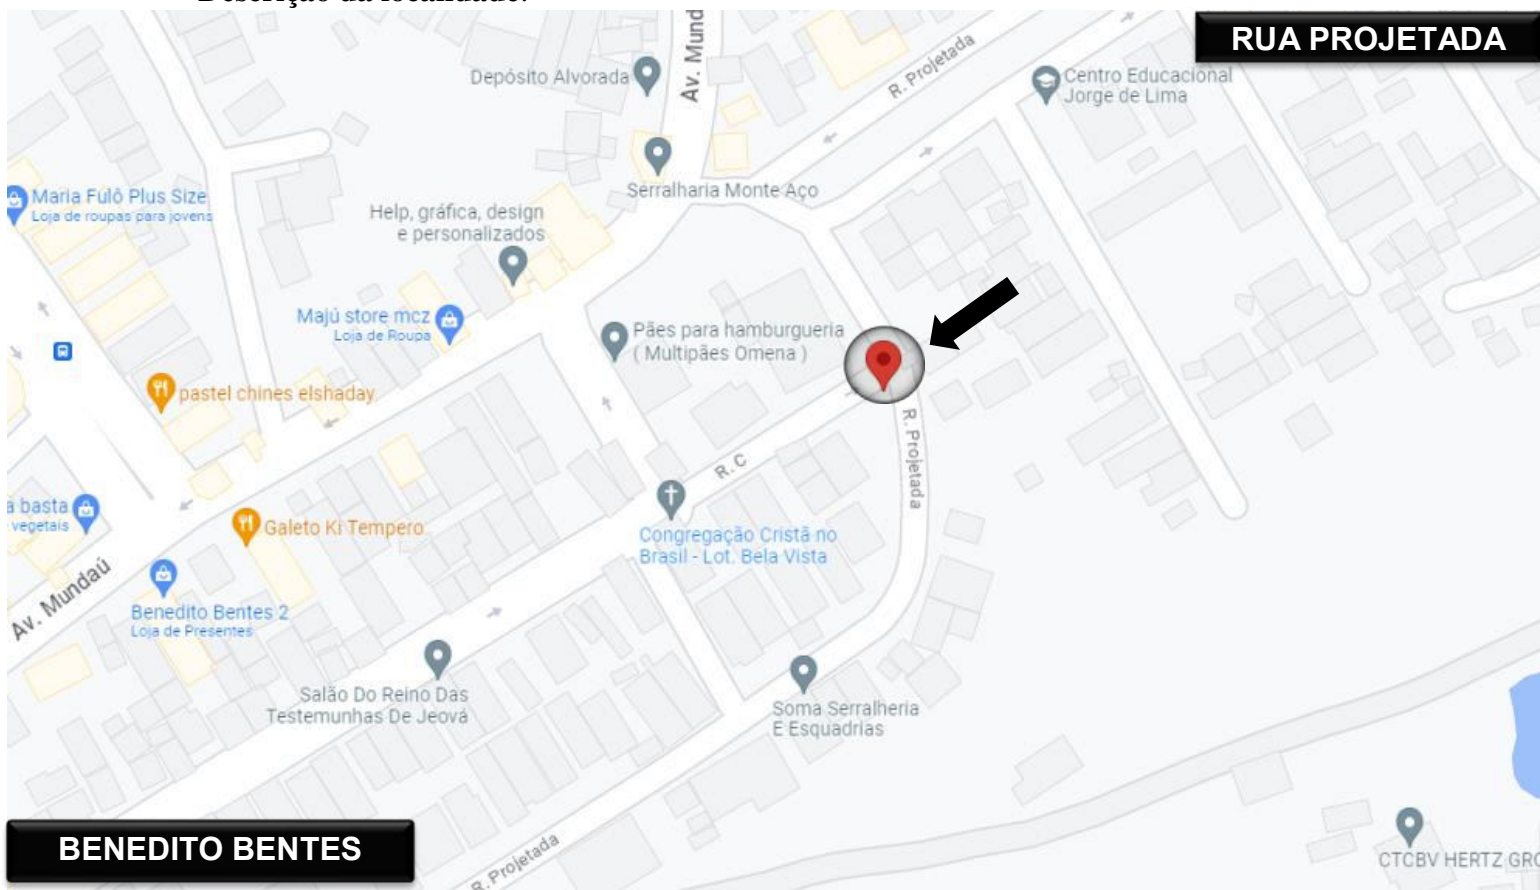 Descrição da localidade:
RUA PROJETADA
Depósito Alvorada
Av. Mund
R. Projetada
Centro Educacional
Jorge de Lima
Serralharia Monte Aço
Maria Fulô Plus Size
Loja de roupas para jovens
Help, gráfica, design
e personalizados
Majú store mcz
Loja de Roupa
Pães para hamburgueria
( Multipães Omena )
pastel chines elshaday
R. Projetada
R. C
a basta
vegetais
Galeto Ki Tempero
Congregação Cristã no
Brasil - Lot. Bela Vista
Av. Mundaú
Benedito Bentes 2
Loja de Presentes
Salão Do Reino Das
Testemunhas De Jeová
Soma Serralheria
E Esquadrias
BENEDITO BENTES
R. Projetada
CTCBV HERTZ GRO